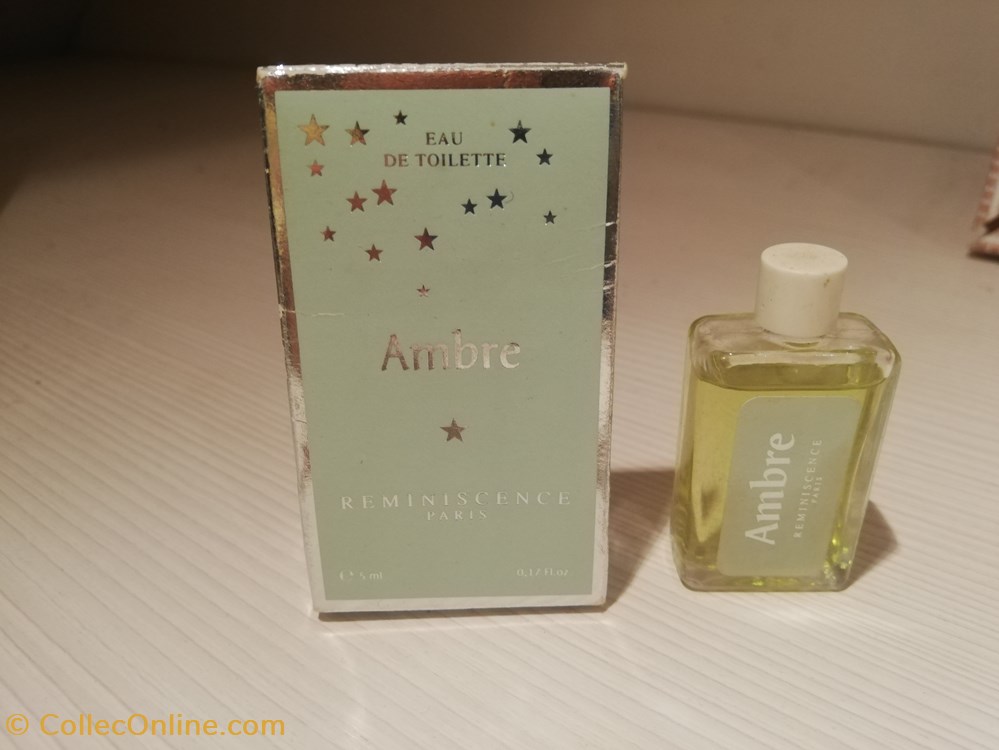 EAU
DE TOILETTE
Ambre
REMINISCENCE
PARIS
5 ml
0,17 Fl.oz
Ambre
REMINISCENCE
PARIS
© CollecOnline.com